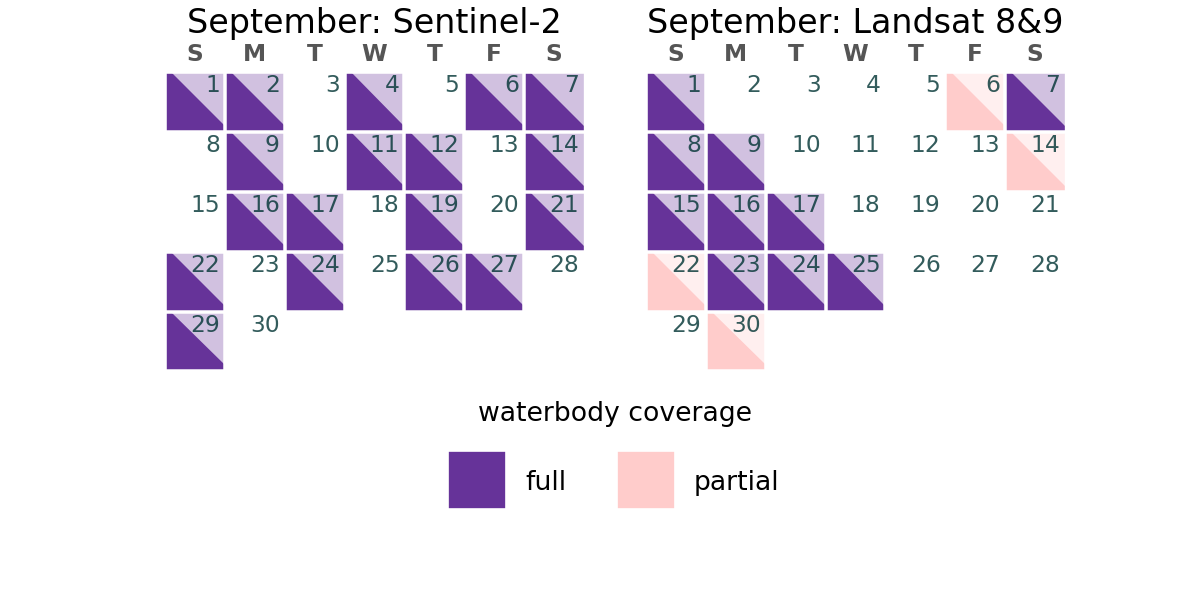 September: Sentinel-2
S M T W T F S
1 2 3 4 5 6 7
8 9 10 11 12 13 14
15 16 17 18 19 20 21
22 23 24 25 26 27 28
29 30
September: Landsat 8&9
S M T W T F S
1 2 3 4 5 6 7
8 9 10 11 12 13 14
15 16 17 18 19 20 21
22 23 24 25 26 27 28
29 30
waterbody coverage
full partial